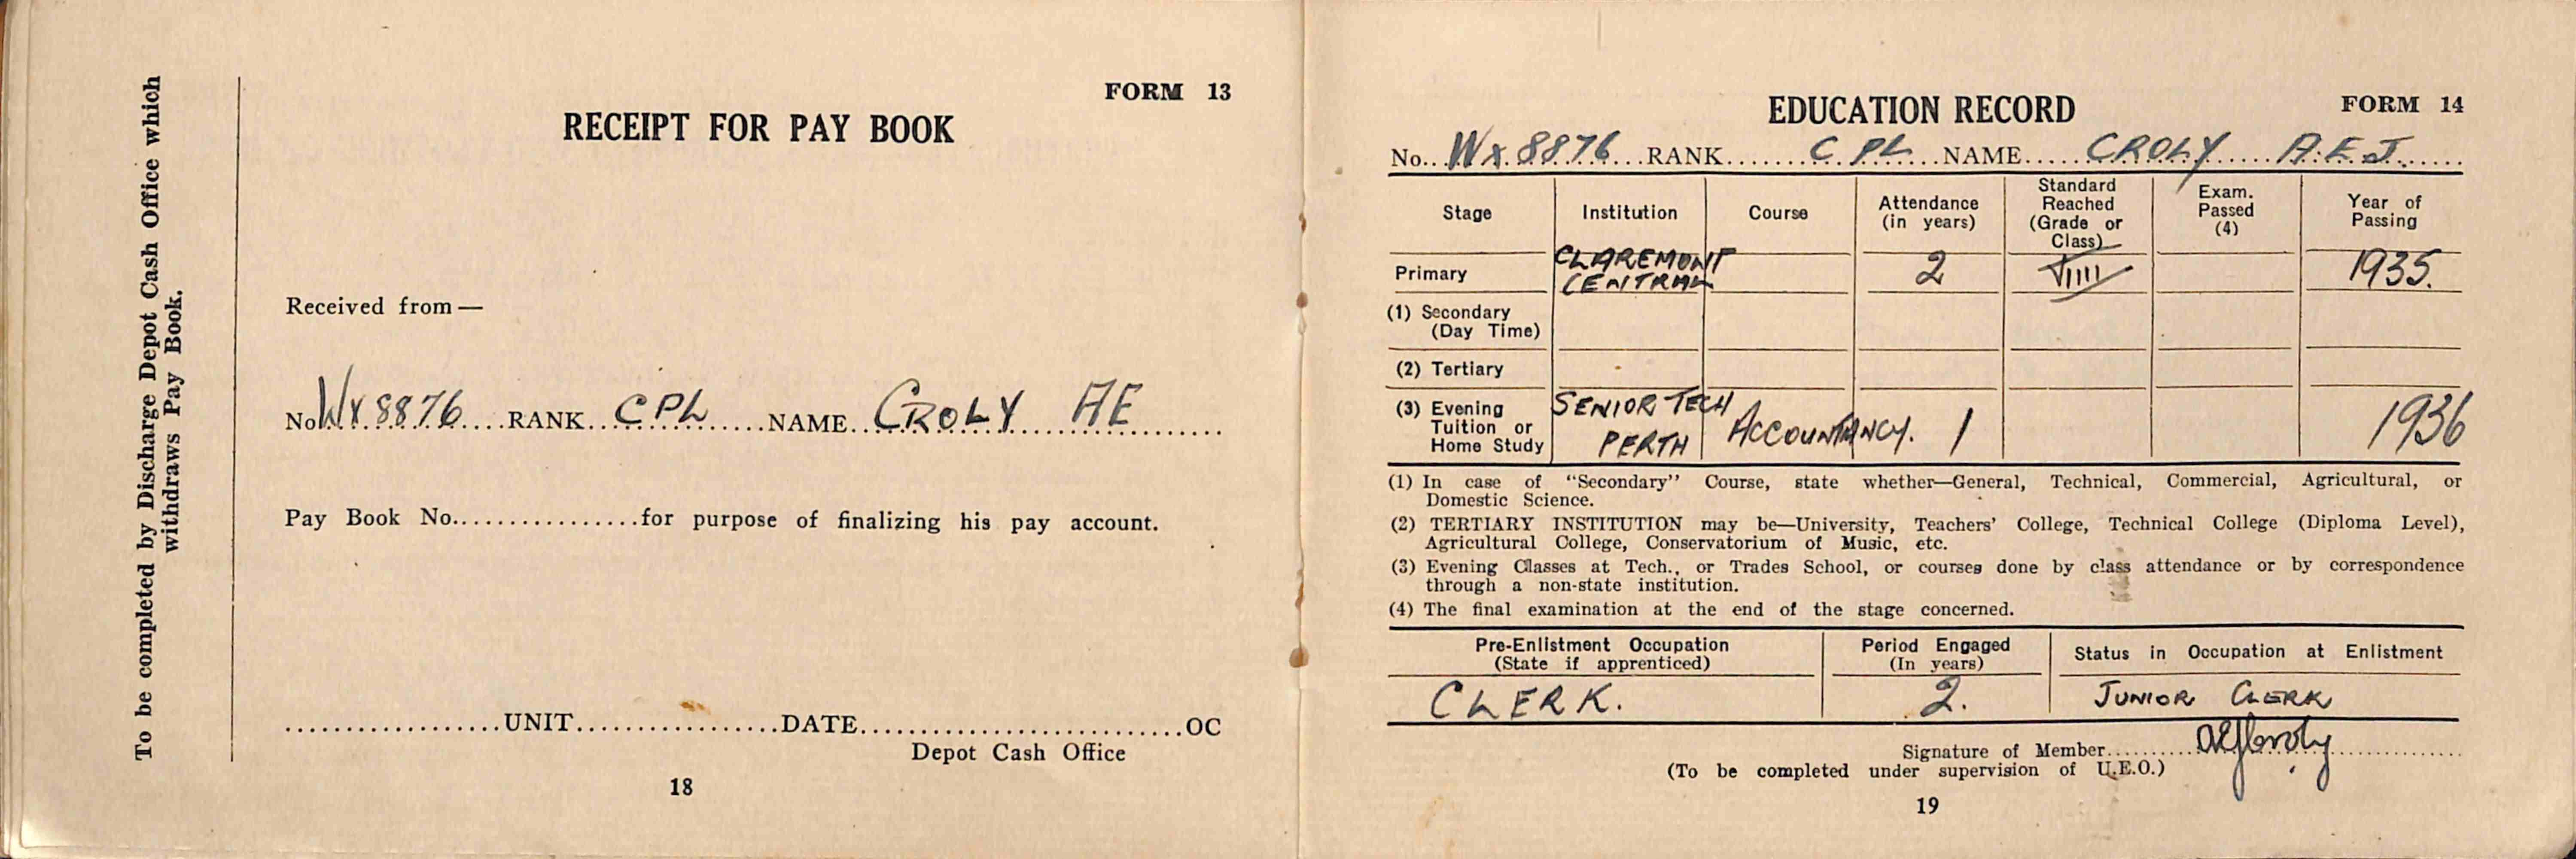 To be completed by Discharge Depot Cash Office which
withdraws Pay Book.
FORM 13
RECEIPT FOR PAY BOOK
Received from —
No. Wx 8876 RANK CPL NAME CROLY AE
Pay Book No................for purpose of finalizing his pay account.
..................UNIT.................DATE...........................OC
Depot Cash Office
18
EDUCATION RECORD FORM 14
No. Wx 8876 RANK CPL NAME CROLY A.E.J.
Stage Institution Course Attendance (in years) Standard Reached (Grade or Class) Exam. Passed (4) Year of Passing
Primary CLAREMONT CENTRAL 2 VIIII 1935.
(1) Secondary
(Day Time)
(2) Tertiary
(3) Evening Tuition or Home Study SENIOR TECH PERTH ACCOUNTANCY. 1 1936
(1) In case of "Secondary" Course, state whether—General, Technical, Commercial, Agricultural, or
Domestic Science.
(2) TERTIARY INSTITUTION may be—University, Teachers' College, Technical College (Diploma Level),
Agricultural College, Conservatorium of Music, etc.
(3) Evening Classes at Tech., or Trades School, or courses done by class attendance or by correspondence
through a non-state institution.
(4) The final examination at the end of the stage concerned.
Pre-Enlistment Occupation (State if apprenticed) Period Engaged (In years) Status in Occupation at Enlistment
CLERK. 2. JUNIOR CLERK
Signature of Member AEJCroly
(To be completed under supervision of U.E.O.)
19